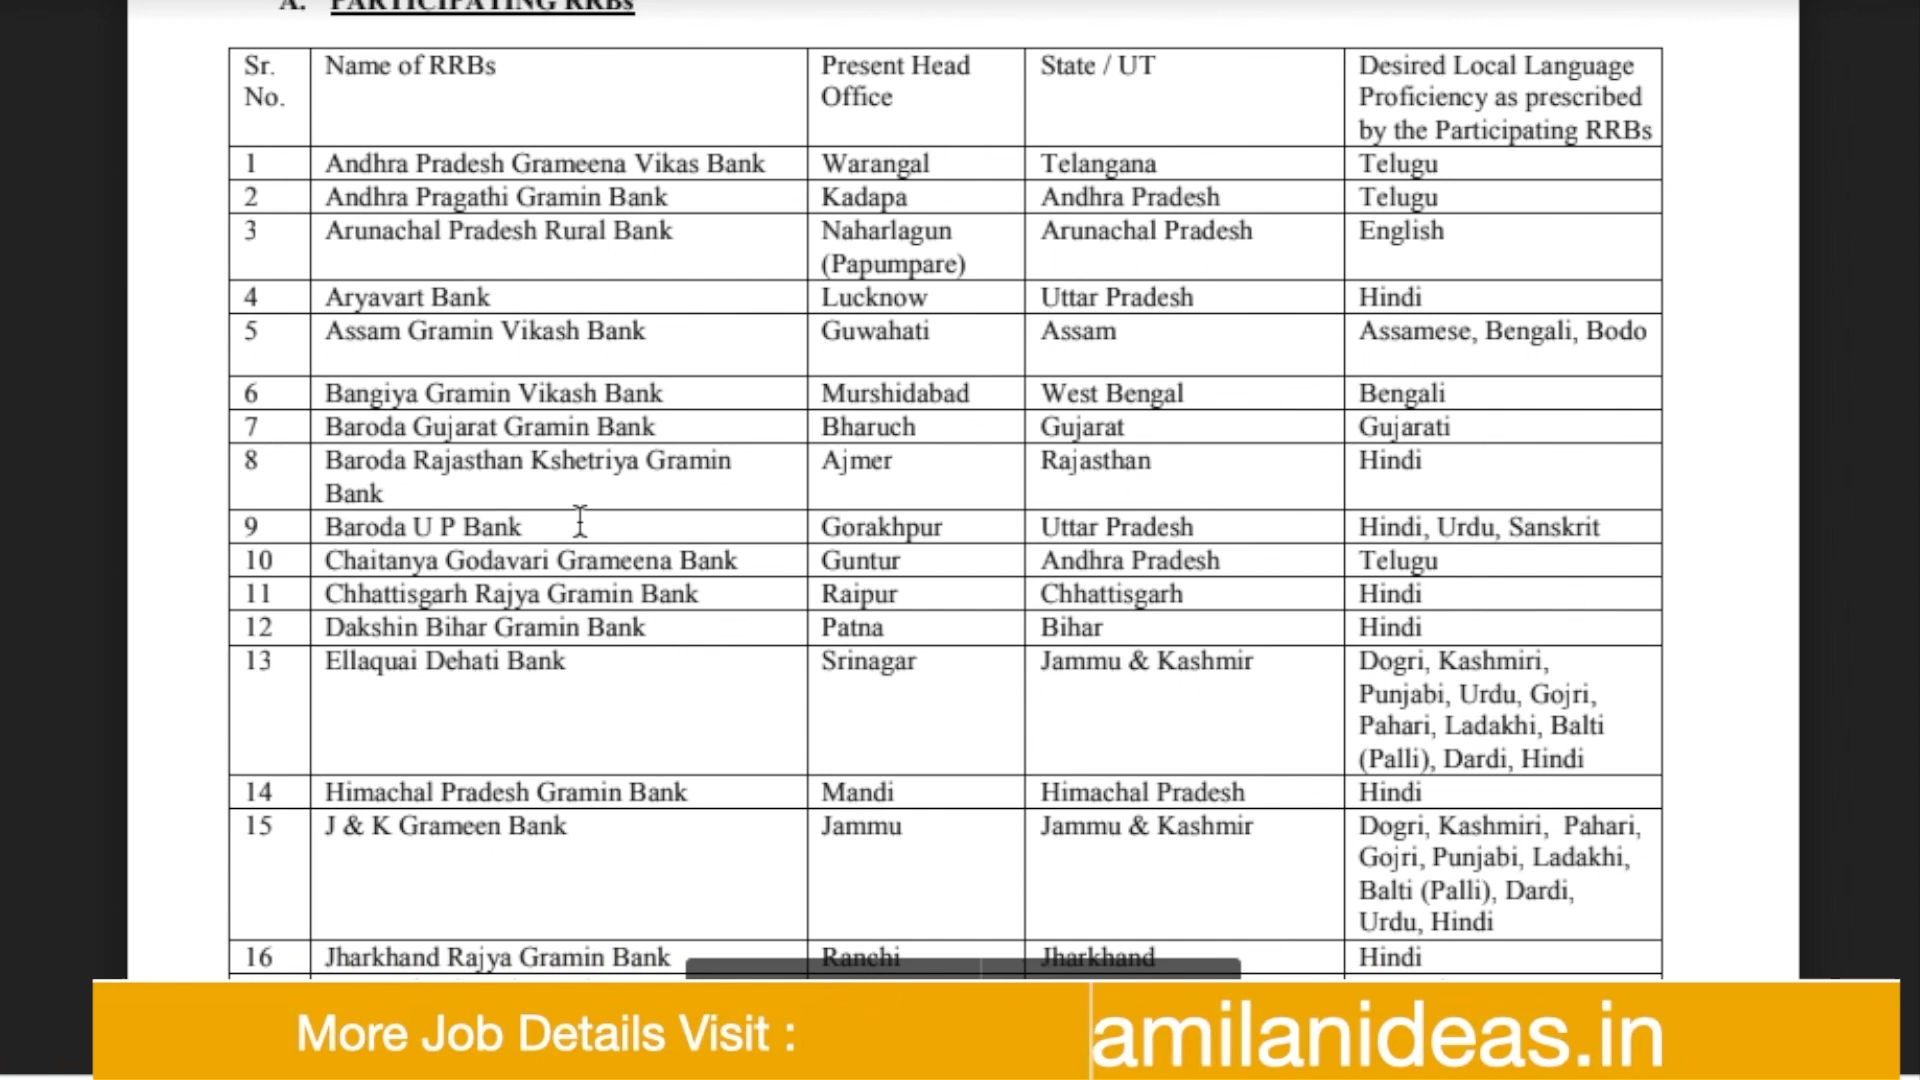 A. PARTICIPATING RRBs
Sr. No. Name of RRBs Present Head Office State / UT Desired Local Language Proficiency as prescribed by the Participating RRBs
1 Andhra Pradesh Grameena Vikas Bank Warangal Telangana Telugu
2 Andhra Pragathi Gramin Bank Kadapa Andhra Pradesh Telugu
3 Arunachal Pradesh Rural Bank Naharlagun (Papumpare) Arunachal Pradesh English
4 Aryavart Bank Lucknow Uttar Pradesh Hindi
5 Assam Gramin Vikash Bank Guwahati Assam Assamese, Bengali, Bodo
6 Bangiya Gramin Vikash Bank Murshidabad West Bengal Bengali
7 Baroda Gujarat Gramin Bank Bharuch Gujarat Gujarati
8 Baroda Rajasthan Kshetriya Gramin Bank Ajmer Rajasthan Hindi
9 Baroda U P Bank Gorakhpur Uttar Pradesh Hindi, Urdu, Sanskrit
10 Chaitanya Godavari Grameena Bank Guntur Andhra Pradesh Telugu
11 Chhattisgarh Rajya Gramin Bank Raipur Chhattisgarh Hindi
12 Dakshin Bihar Gramin Bank Patna Bihar Hindi
13 Ellaquai Dehati Bank Srinagar Jammu & Kashmir Dogri, Kashmiri, Punjabi, Urdu, Gojri, Pahari, Ladakhi, Balti (Palli), Dardi, Hindi
14 Himachal Pradesh Gramin Bank Mandi Himachal Pradesh Hindi
15 J & K Grameen Bank Jammu Jammu & Kashmir Dogri, Kashmiri, Pahari, Gojri, Punjabi, Ladakhi, Balti (Palli), Dardi, Urdu, Hindi
16 Jharkhand Rajya Gramin Bank Ranchi Jharkhand Hindi
More Job Details Visit : amilanideas.in